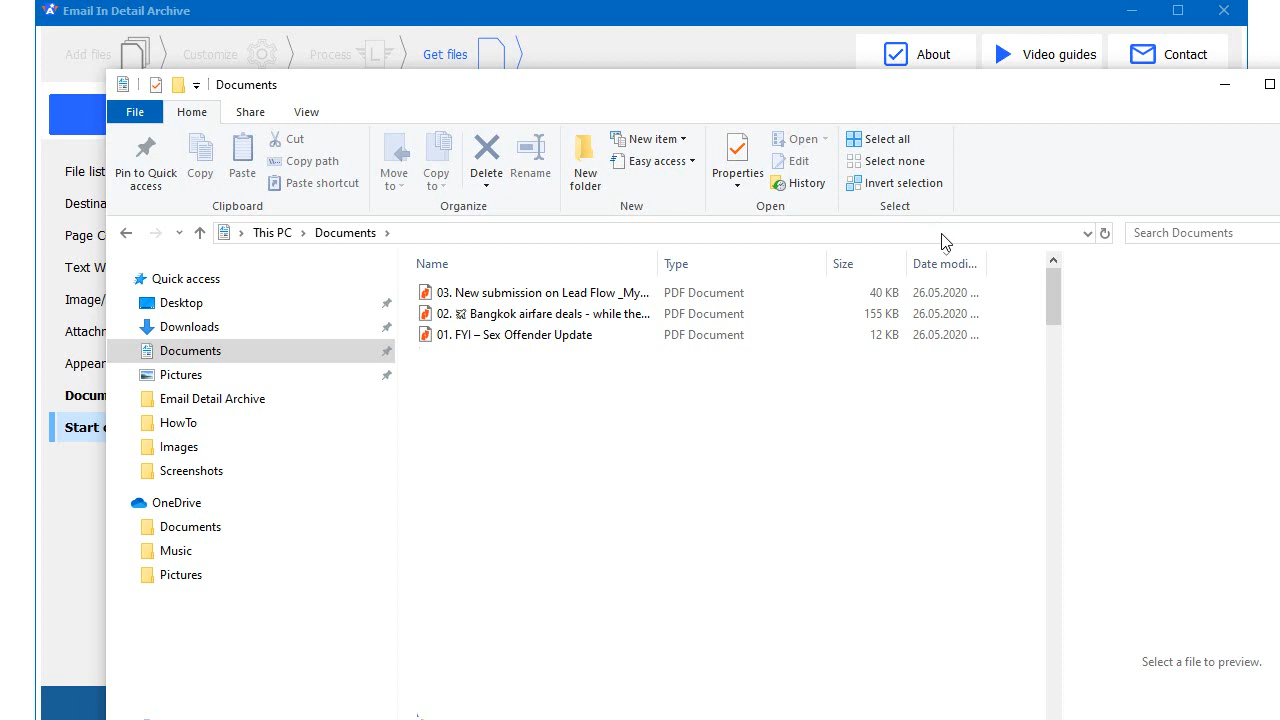 Email In Detail Archive
Add files Customize Process Get files About Video guides Contact
Documents
File Home Share View
Pin to Quick access
Copy
Paste
Cut
Copy path
Paste shortcut
Clipboard
Move to
Copy to
Delete
Rename
Organize
New folder
New item
Easy access
New
Properties
Open
Edit
History
Open
Select all
Select none
Invert selection
Select
This PC Documents
Search Documents
File list
Destina
Page C
Text W
Image/
Attachn
Appear
Docum
Start
Quick access
Desktop
Downloads
Documents
Pictures
Email Detail Archive
HowTo
Images
Screenshots
OneDrive
Documents
Music
Pictures
Name Type Size Date modi...
03. New submission on Lead Flow _My... PDF Document 40 KB 26.05.2020 ...
02. Bangkok airfare deals - while the... PDF Document 155 KB 26.05.2020 ...
01. FYI – Sex Offender Update PDF Document 12 KB 26.05.2020 ...
Select a file to preview.